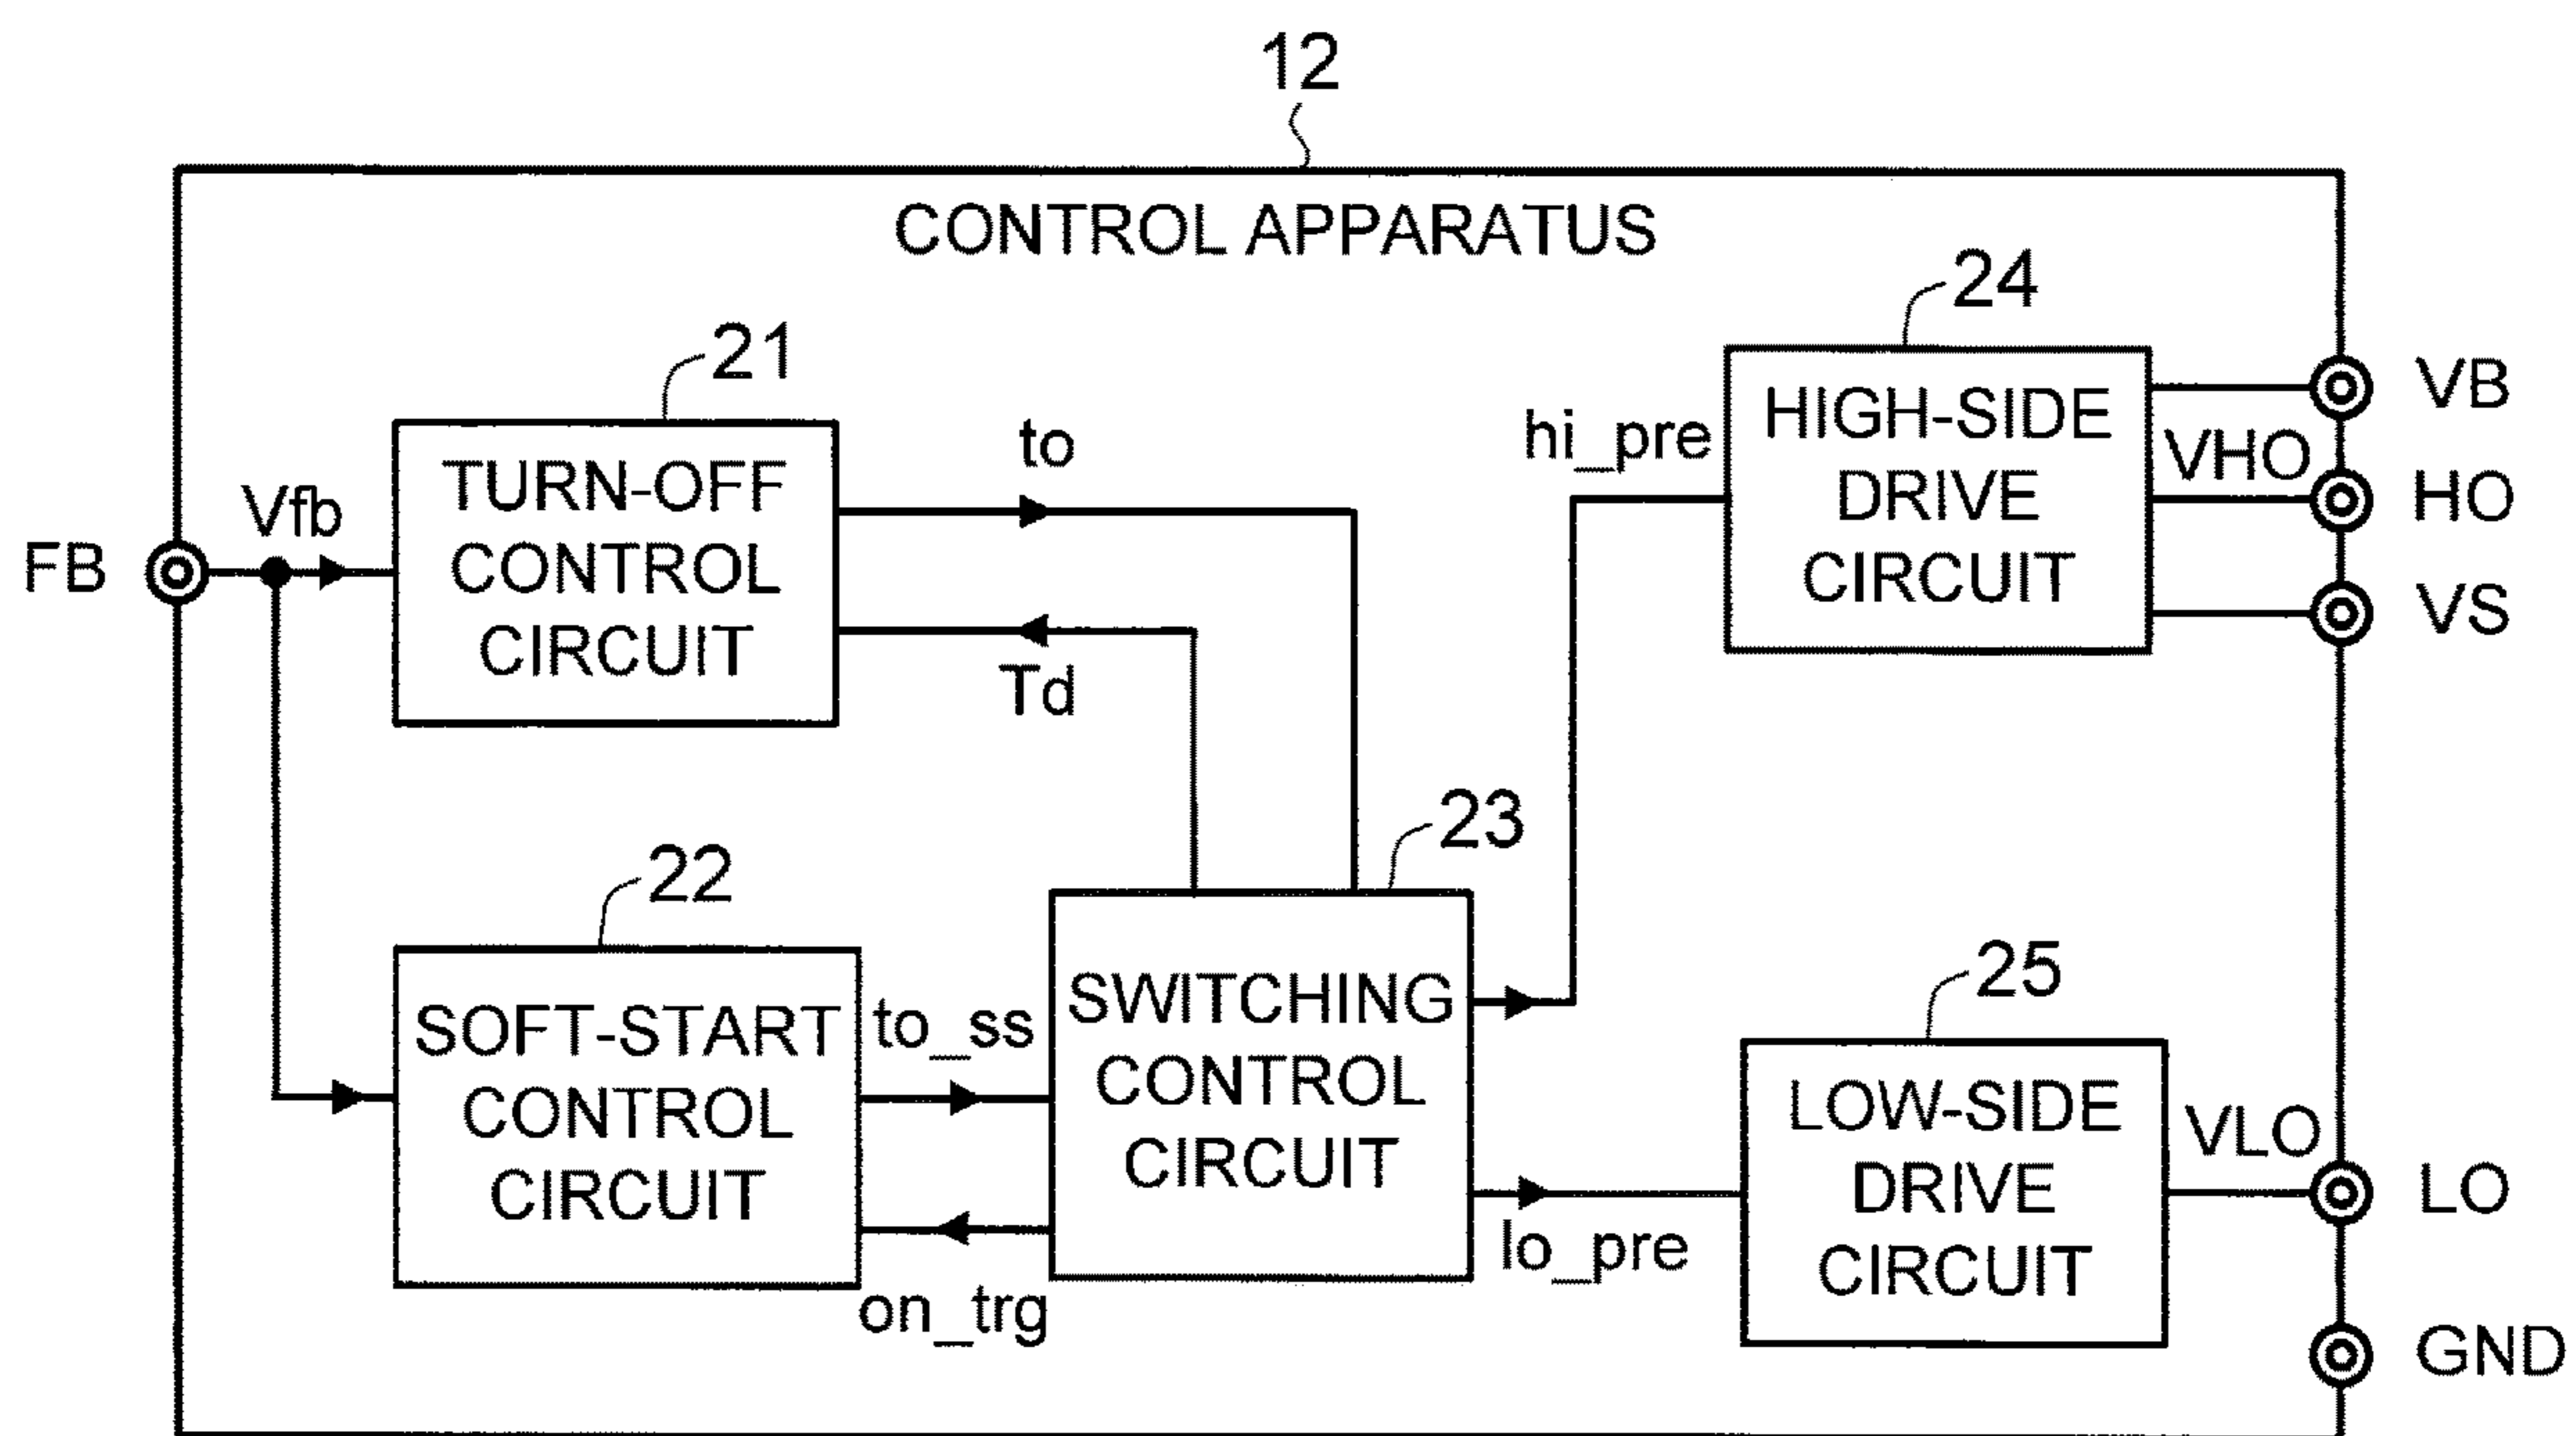 12
CONTROL APPARATUS
24
21
VB
HIGH-SIDE
DRIVE
CIRCUIT
hi_pre
VHO
HO
VS
to
TURN-OFF
CONTROL
CIRCUIT
Vfb
FB
Td
23
22
25
SWITCHING
CONTROL
CIRCUIT
SOFT-START
CONTROL
CIRCUIT
to_ss
on_trg
LOW-SIDE
DRIVE
CIRCUIT
VLO
LO
lo_pre
GND